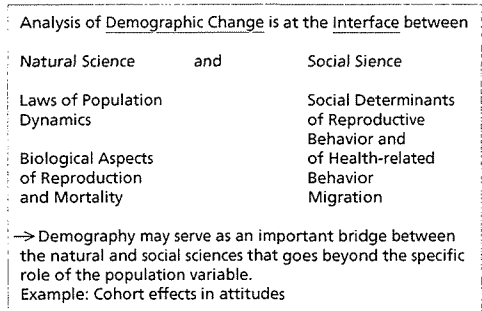 Analysis of Demographic Change is at the Interface between
Natural Science and Social Sience
Laws of Population
Dynamics
Biological Aspects
of Reproduction
and Mortality
Social Determinants
of Reproductive
Behavior and
of Health-related
Behavior
Migration
—> Demography may serve as an important bridge between
the natural and social sciences that goes beyond the specific
role of the population variable.
Example: Cohort effects in attitudes